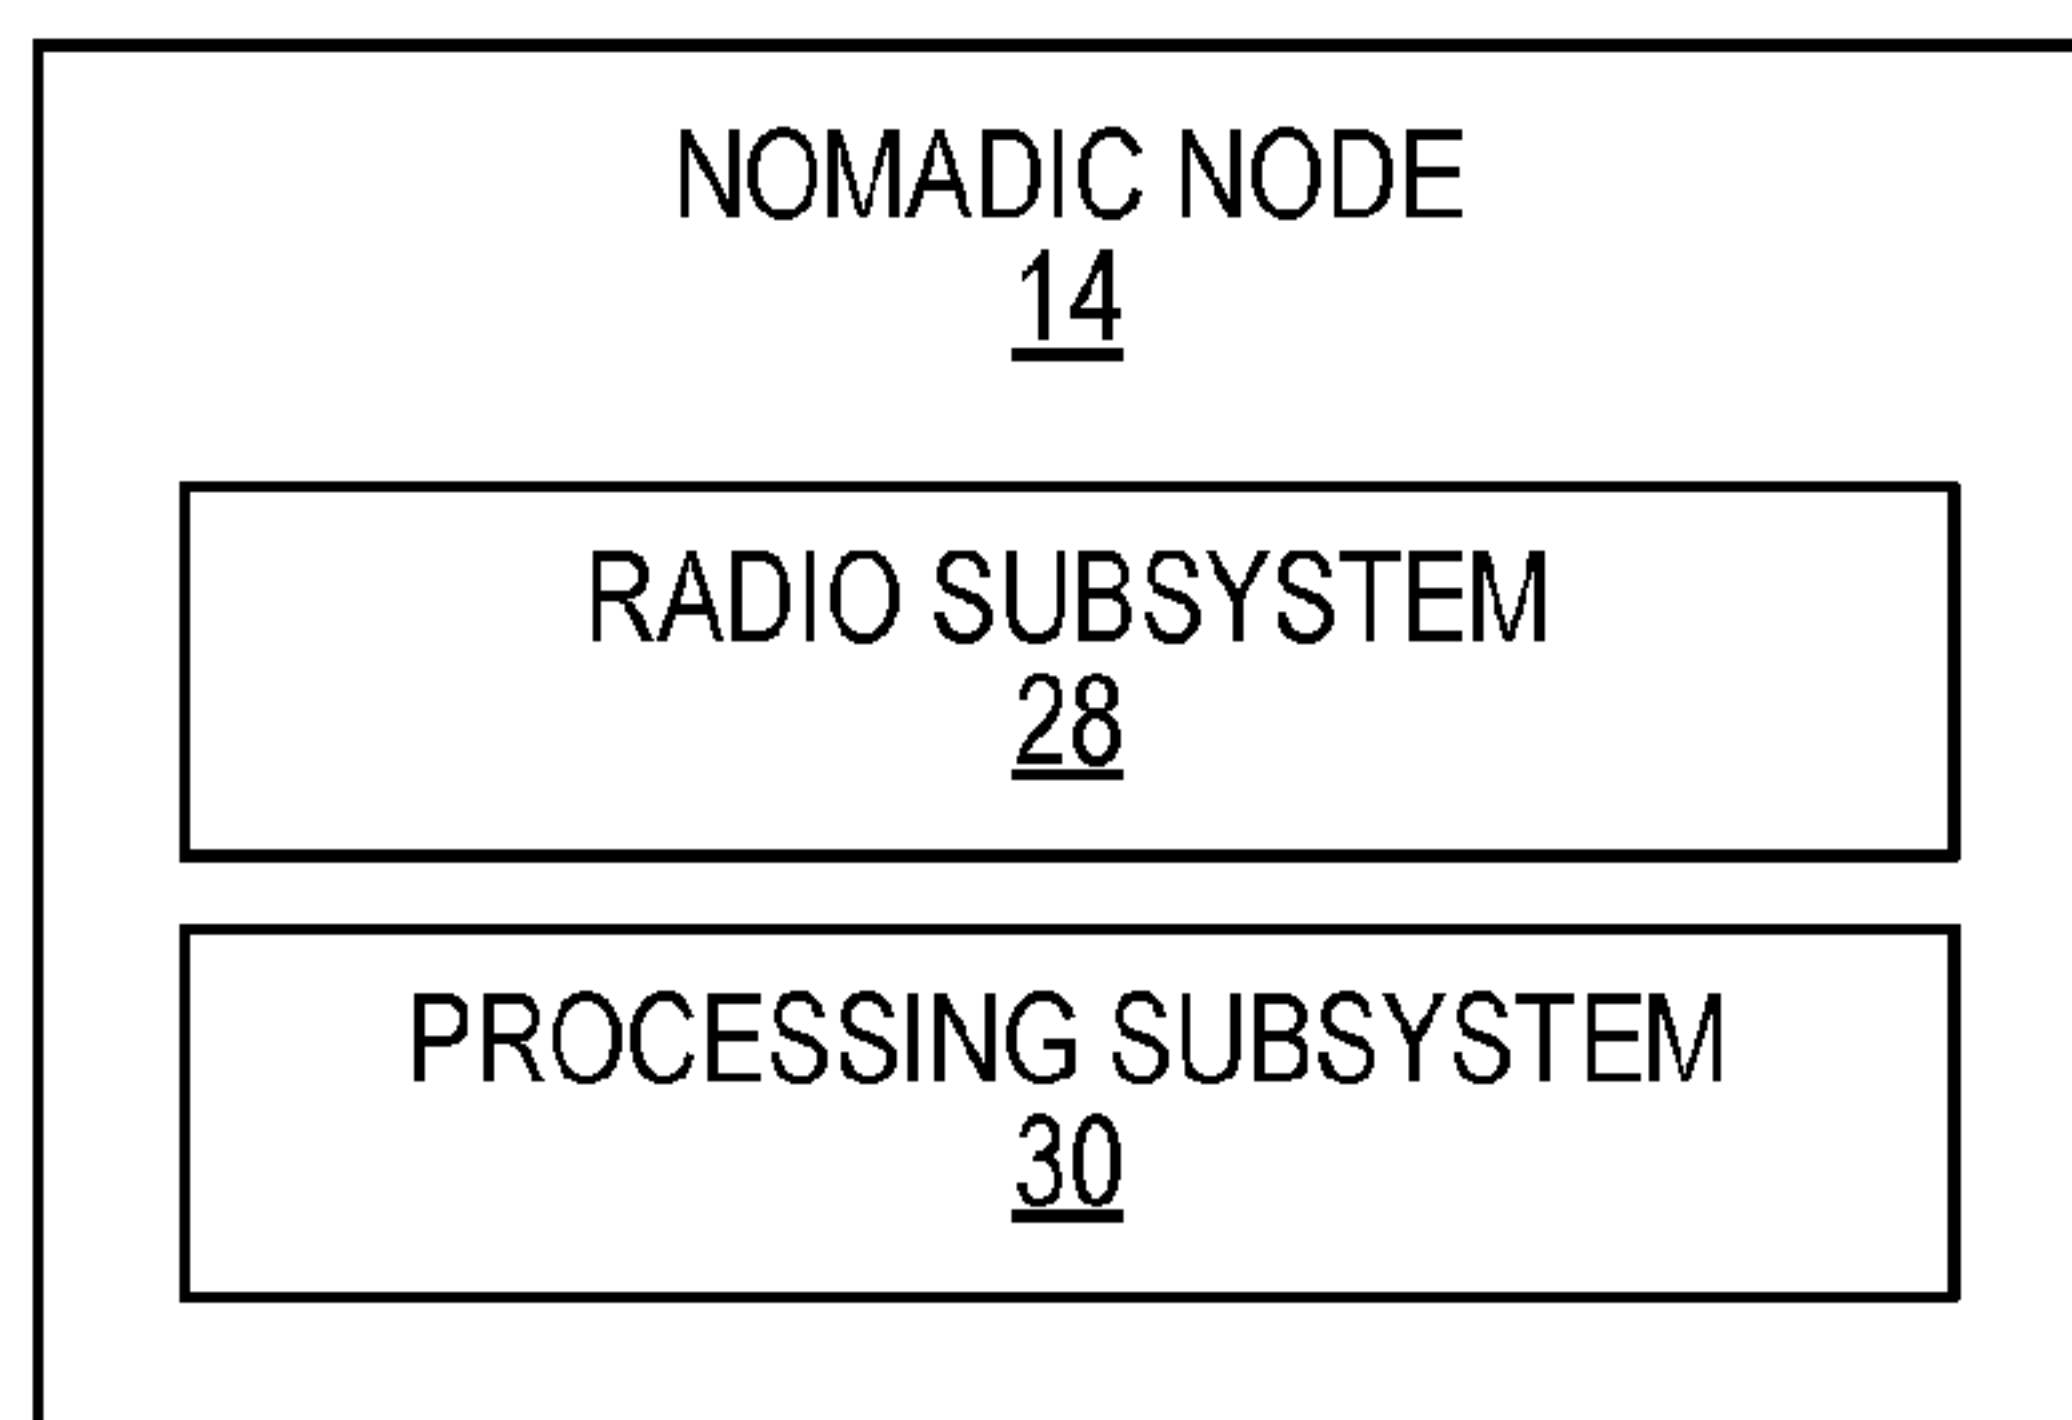 NOMADIC NODE
14
RADIO SUBSYSTEM
28
PROCESSING SUBSYSTEM
30